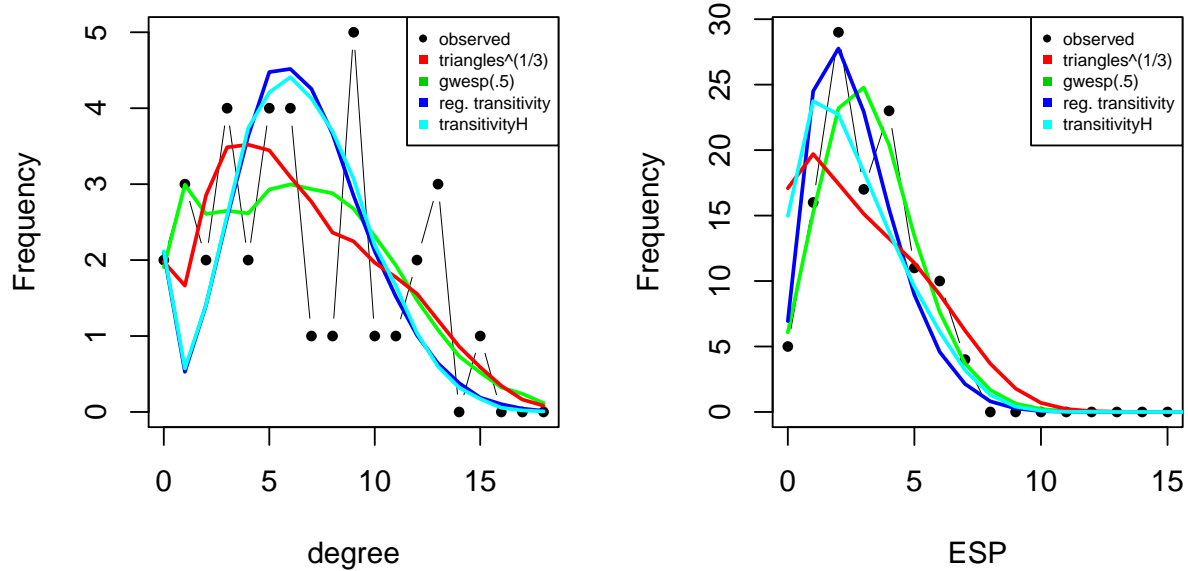 Frequency
5
4
3
2
1
0
observed
triangles^(1/3)
gwesp(.5)
reg. transitivity
transitivityH
0 5 10 15
degree
Frequency
30
25
20
15
10
5
0
observed
triangles^(1/3)
gwesp(.5)
reg. transitivity
transitivityH
0 5 10 15
ESP